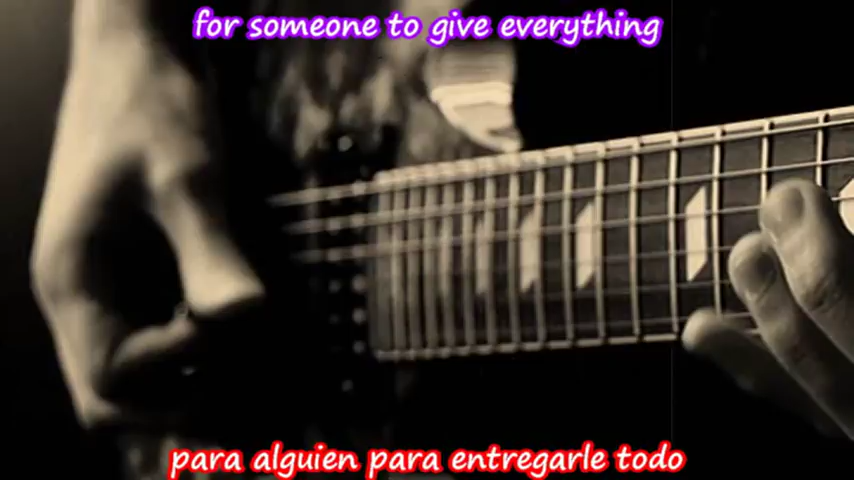 for someone to give everything
para alguien para entregarle todo